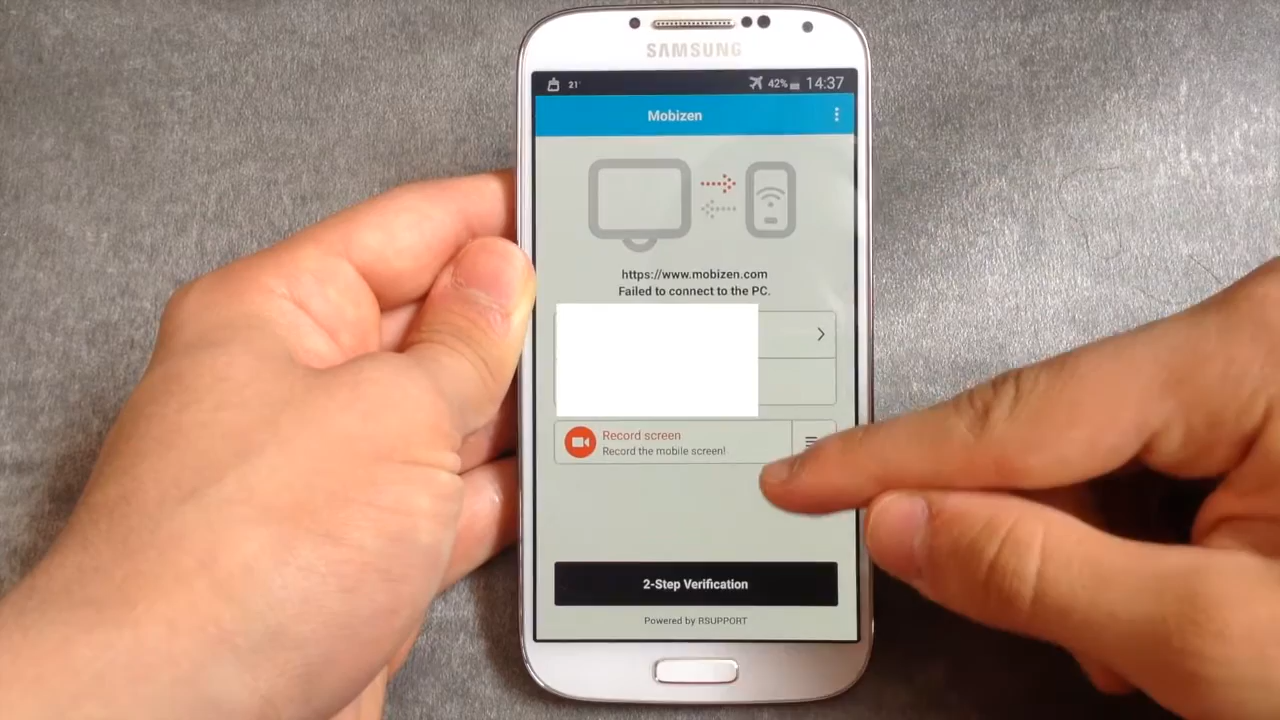 SAMSUNG
21°
42%
14:37
Mobizen
https://www.mobizen.com
Failed to connect to the PC.
Record screen
Record the mobile screen!
2-Step Verification
Powered by RSUPPORT